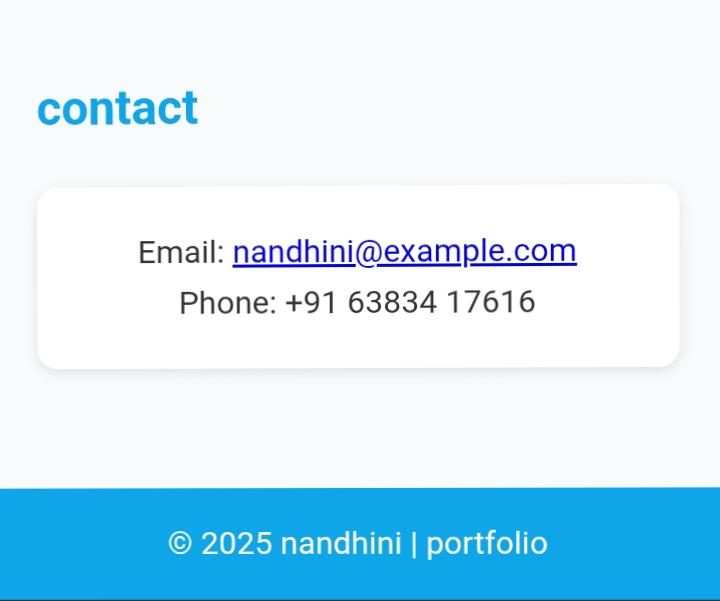 contact
Email: nandhini@example.com
Phone: +91 63834 17616
© 2025 nandhini | portfolio